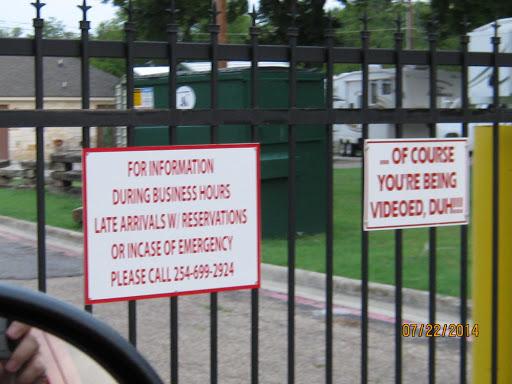 FOR INFORMATION
DURING BUSINESS HOURS
LATE ARRIVALS W/ RESERVATIONS
OR INCASE OF EMERGENCY
PLEASE CALL 254-699-2924
... OF COURSE
YOU'RE BEING
VIDEOED, DUH!!!!
07/22/2014